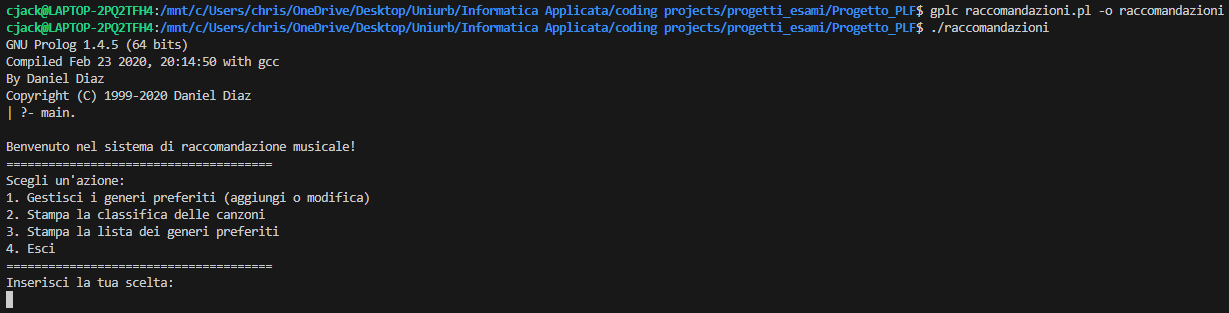 cjack@LAPTOP-2PQ2TFH4:/mnt/c/Users/chris/OneDrive/Desktop/Uniurb/Informatica Applicata/coding projects/progetti_esami/Progetto_PLF$ gplc raccomandazioni.pl -o raccomandazioni
cjack@LAPTOP-2PQ2TFH4:/mnt/c/Users/chris/OneDrive/Desktop/Uniurb/Informatica Applicata/coding projects/progetti_esami/Progetto_PLF$ ./raccomandazioni
GNU Prolog 1.4.5 (64 bits)
Compiled Feb 23 2020, 20:14:50 with gcc
By Daniel Diaz
Copyright (C) 1999-2020 Daniel Diaz
| ?- main.
Benvenuto nel sistema di raccomandazione musicale!
======================================
Scegli un'azione:
1. Gestisci i generi preferiti (aggiungi o modifica)
2. Stampa la classifica delle canzoni
3. Stampa la lista dei generi preferiti
4. Esci
======================================
Inserisci la tua scelta: